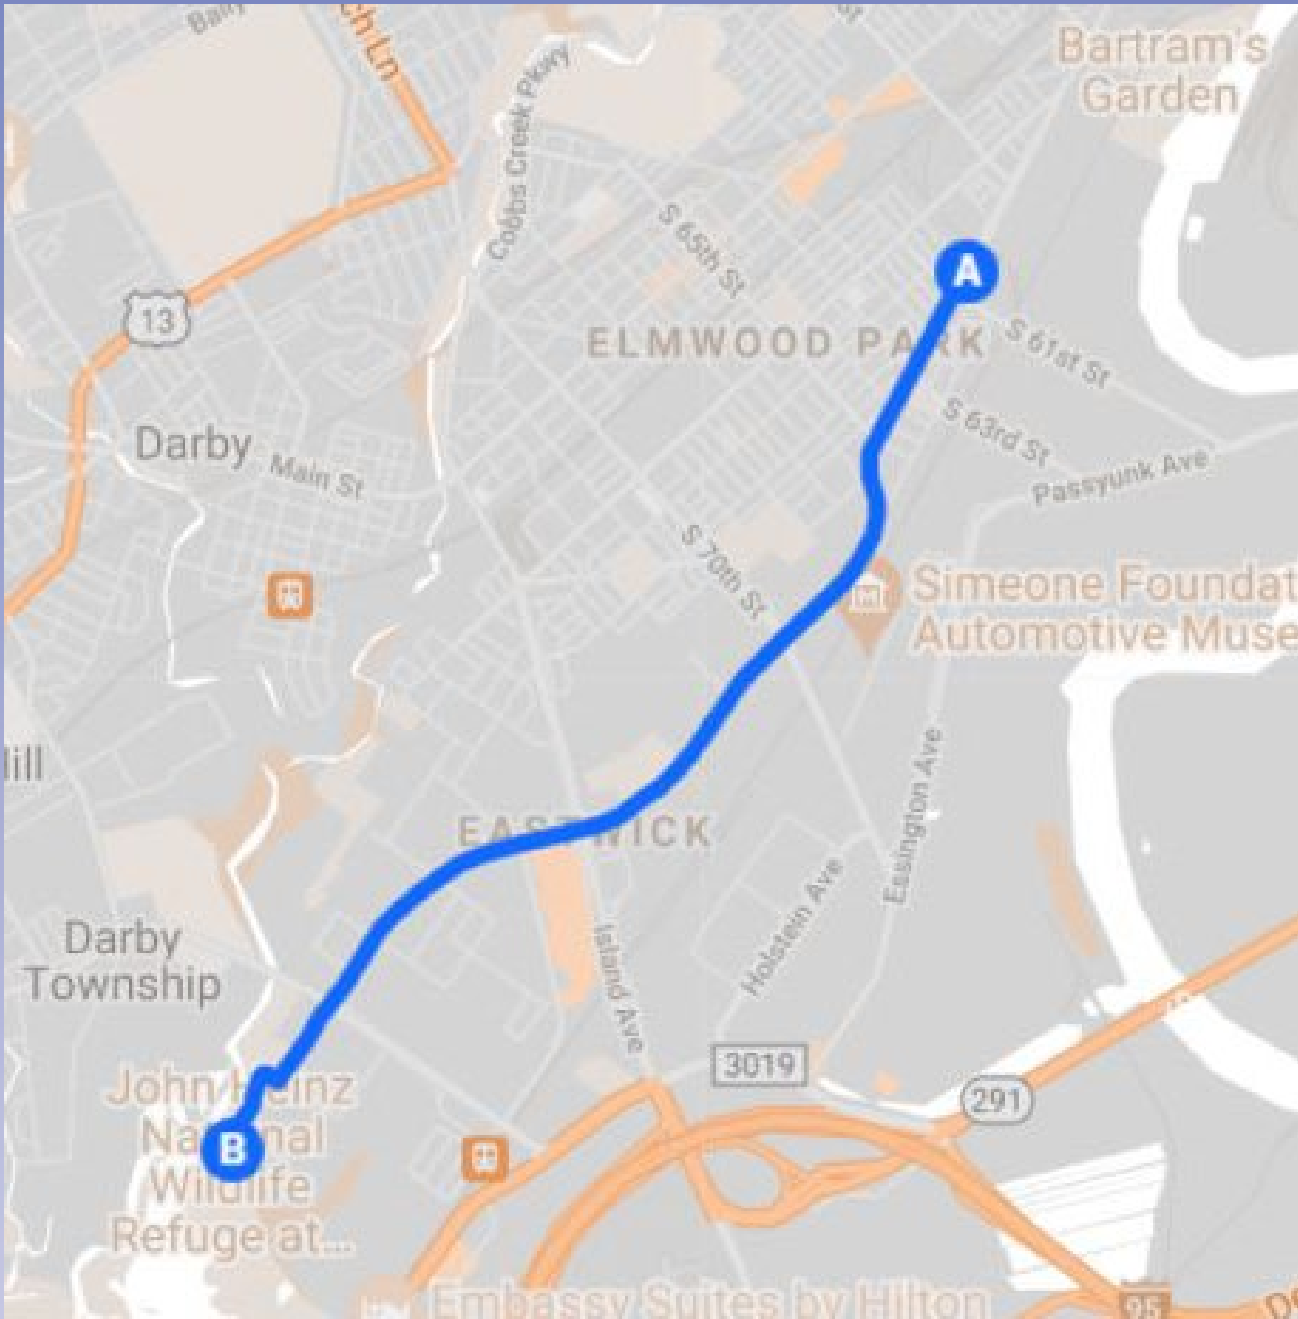 Bartram's
Garden
Cobbs Creek Pkwy
S 65th St
A
13
ELMWOOD PARK
S 61st St
Darby
Main St
S 63rd St
Passyunk Ave
S 70th St
Simeone Foundat
Automotive Muse
Essington Ave
EASTWICK
Holstein Ave
Darby
Township
Island Ave
3019
291
John Heinz
National
B
Wildlife
Refuge at...
Embassy Suites by Hilton
95